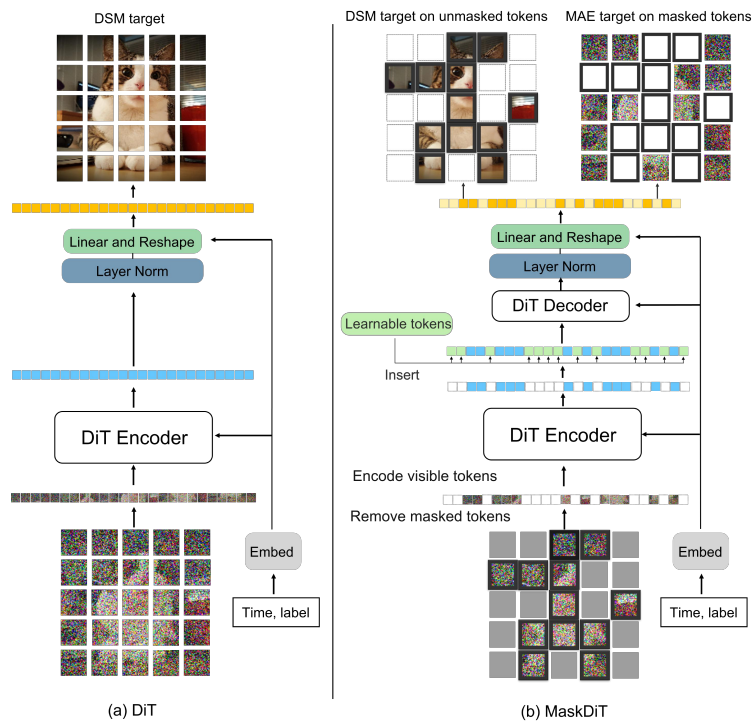 DSM target
Linear and Reshape
Layer Norm
DiT Encoder
Embed
Time, label
(a) DiT
DSM target on unmasked tokens
MAE target on masked tokens
Linear and Reshape
Layer Norm
DiT Decoder
Learnable tokens
Insert
DiT Encoder
Encode visible tokens
Remove masked tokens
Embed
Time, label
(b) MaskDiT